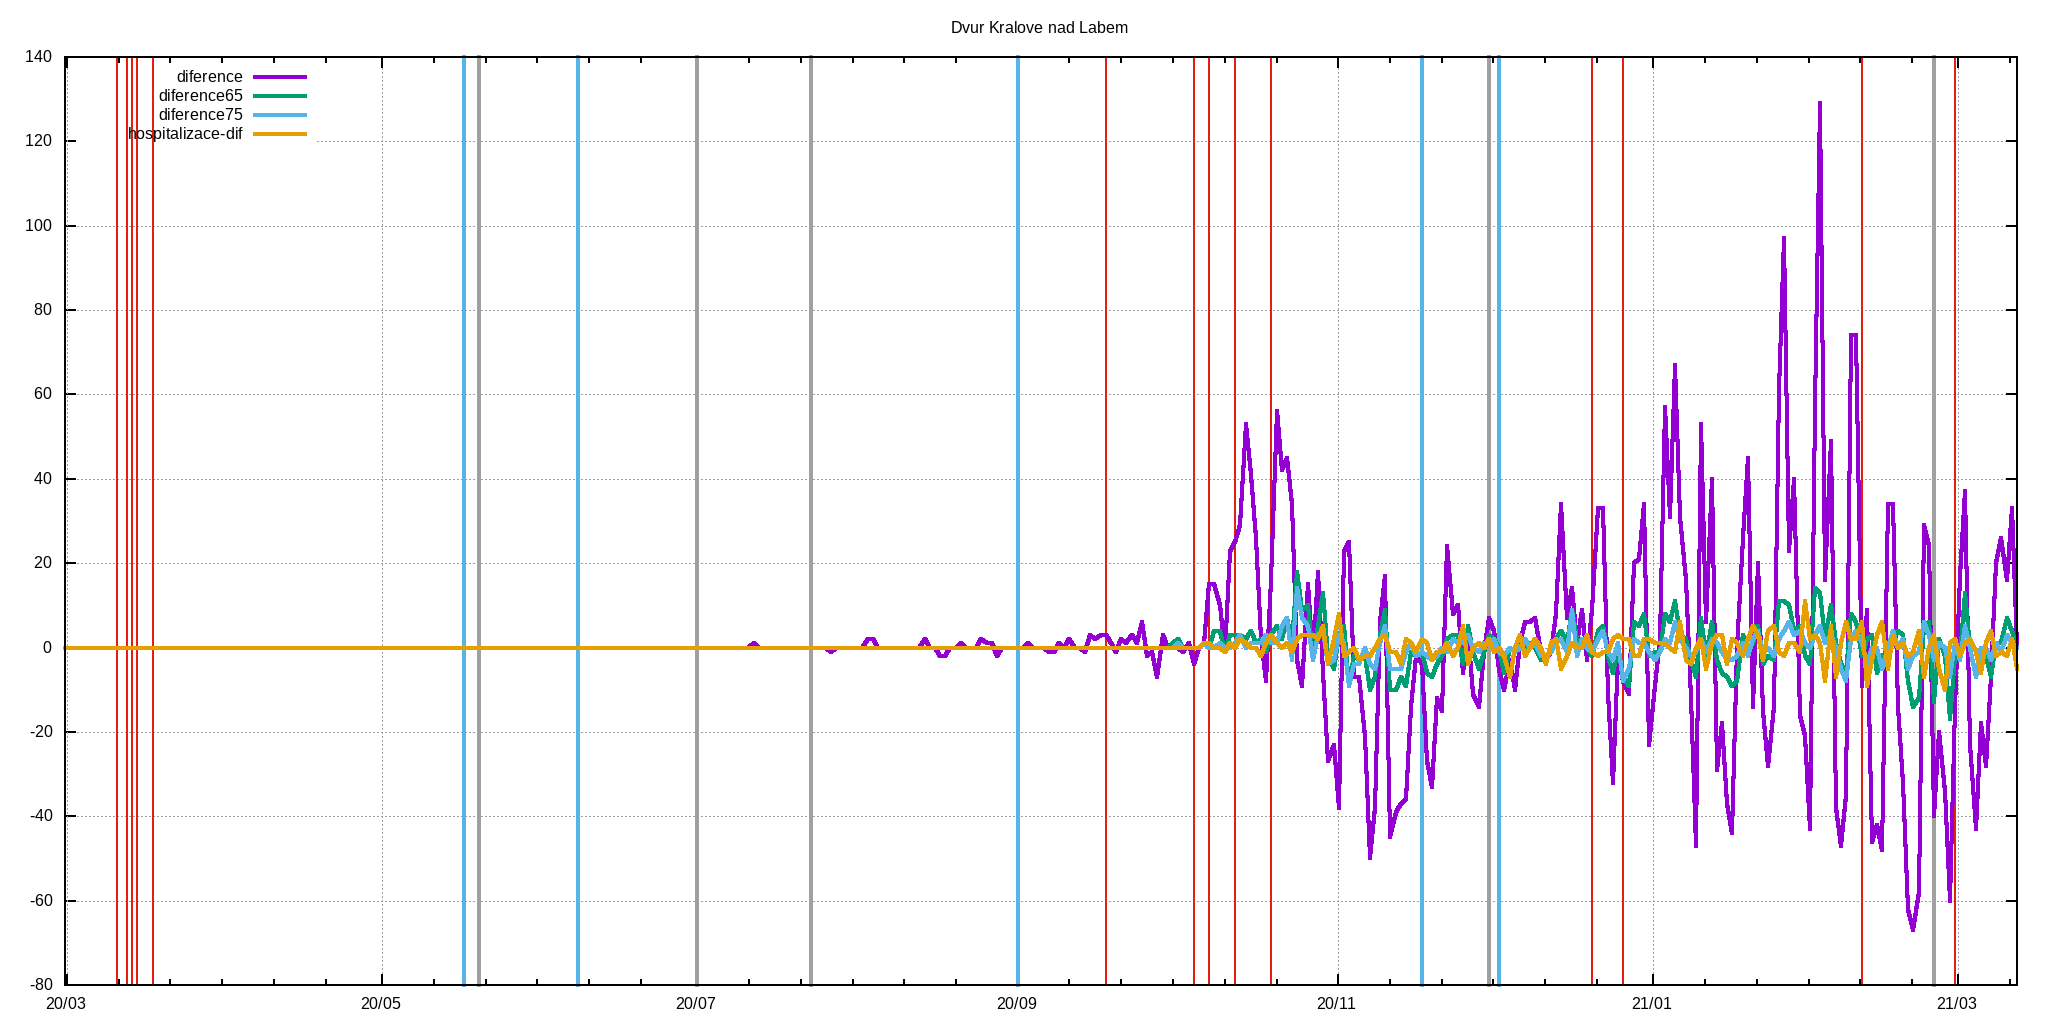 Dvur Kralove nad Labem
140
120
100
80
60
40
20
0
-20
-40
-60
-80
diference
diference65
diference75
hospitalizace-dif
20/03 20/05 20/07 20/09 20/11 21/01 21/03